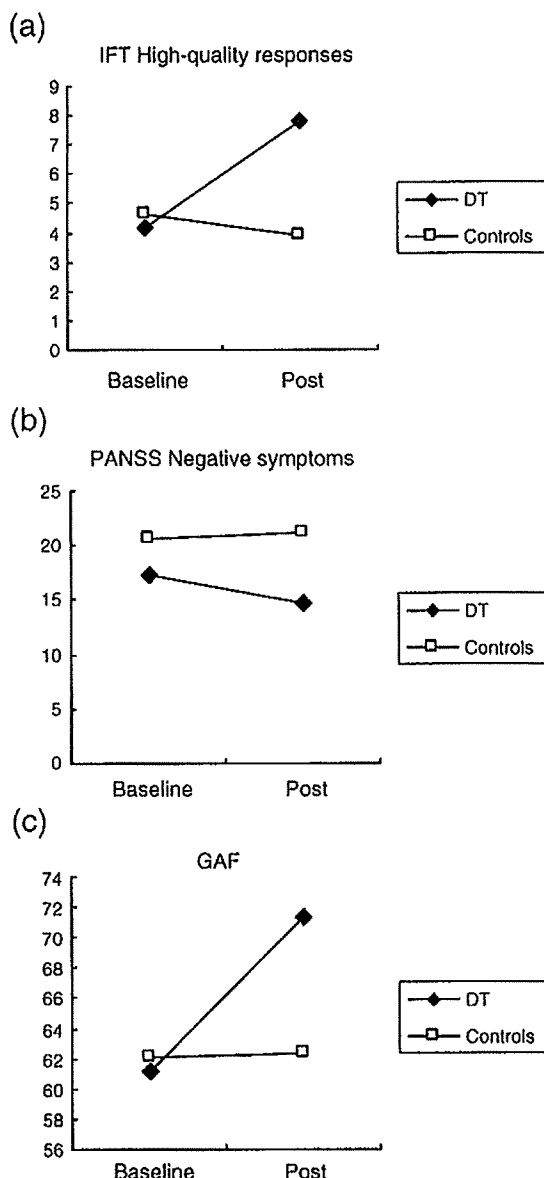 (a)
IFT High-quality responses
9
8
7
6
5
4
3
2
1
0
Baseline Post
DT
Controls
(b)
PANSS Negative symptoms
25
20
15
10
5
0
Baseline Post
DT
Controls
(c)
GAF
74
72
70
68
66
64
62
60
58
56
Baseline Post
DT
Controls